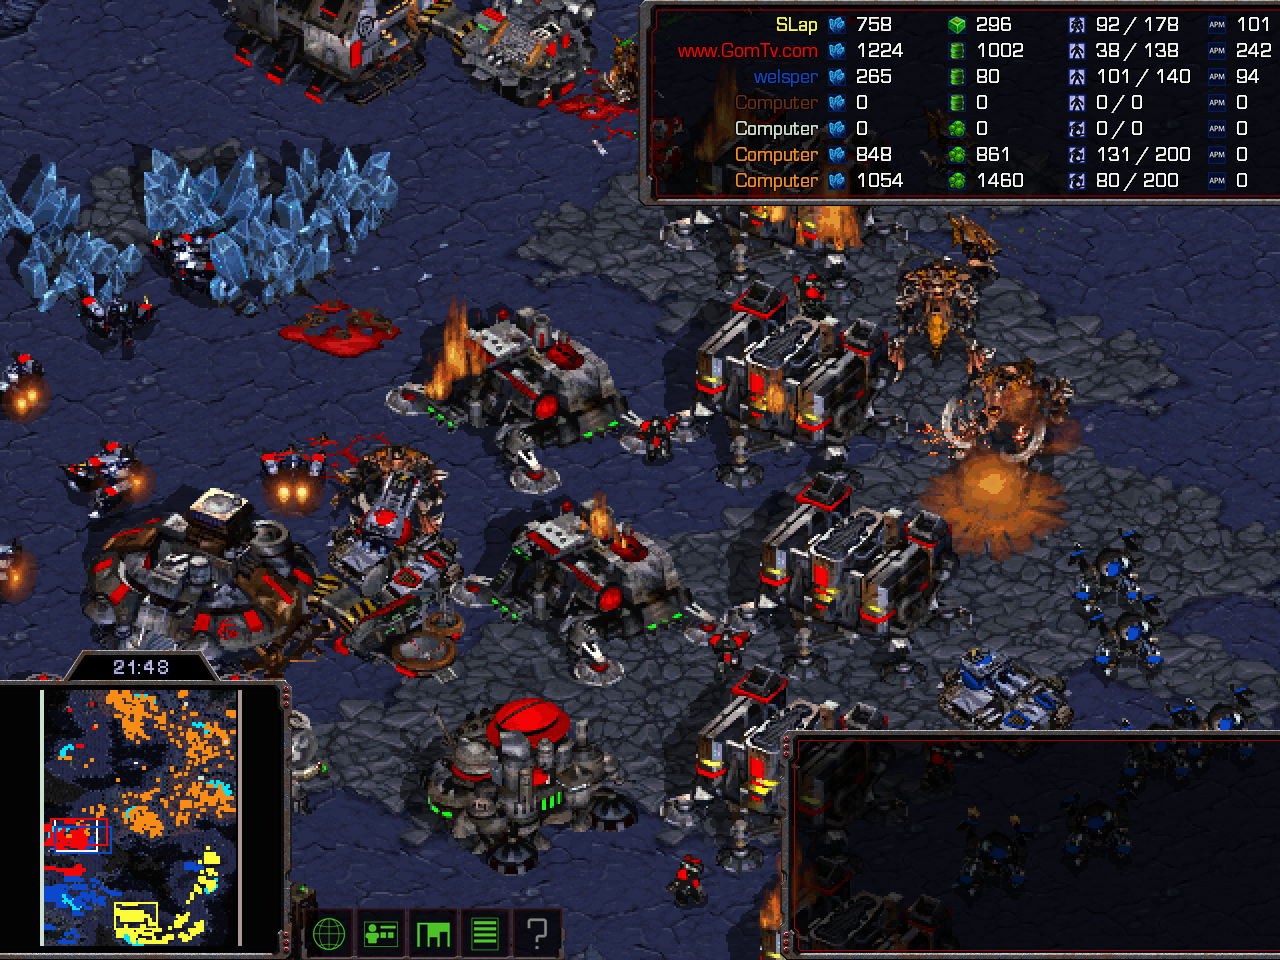 SLap 758 296 92 / 178 APM 101
www.GomTv.com 1224 1002 38 / 138 APM 242
welsper 265 80 101 / 140 APM 94
Computer 0 0 0 / 0 APM 0
Computer 0 0 0 / 0 APM 0
Computer 848 861 131 / 200 APM 0
Computer 1054 1460 80 / 200 APM 0
21:48
?